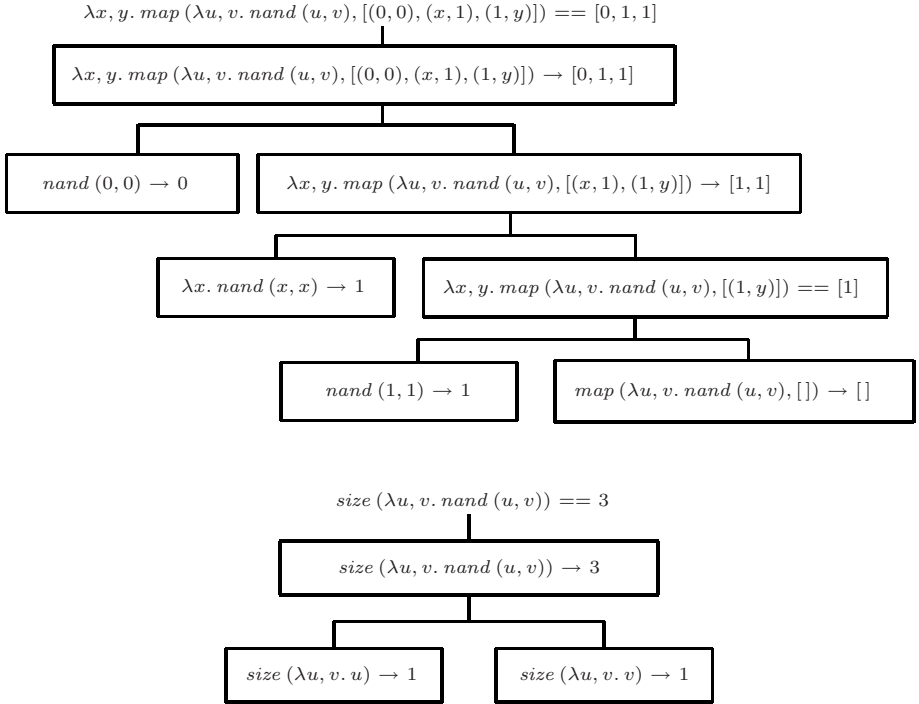 λx, y. map (λu, v. nand (u, v), [(0, 0), (x, 1), (1, y)]) == [0, 1, 1]
λx, y. map (λu, v. nand (u, v), [(0, 0), (x, 1), (1, y)]) → [0, 1, 1]
nand (0, 0) → 0
λx, y. map (λu, v. nand (u, v), [(x, 1), (1, y)]) → [1, 1]
λx. nand (x, x) → 1
λx, y. map (λu, v. nand (u, v), [(1, y)]) == [1]
nand (1, 1) → 1
map (λu, v. nand (u, v), [ ]) → [ ]
size (λu, v. nand (u, v)) == 3
size (λu, v. nand (u, v)) → 3
size (λu, v. u) → 1
size (λu, v. v) → 1